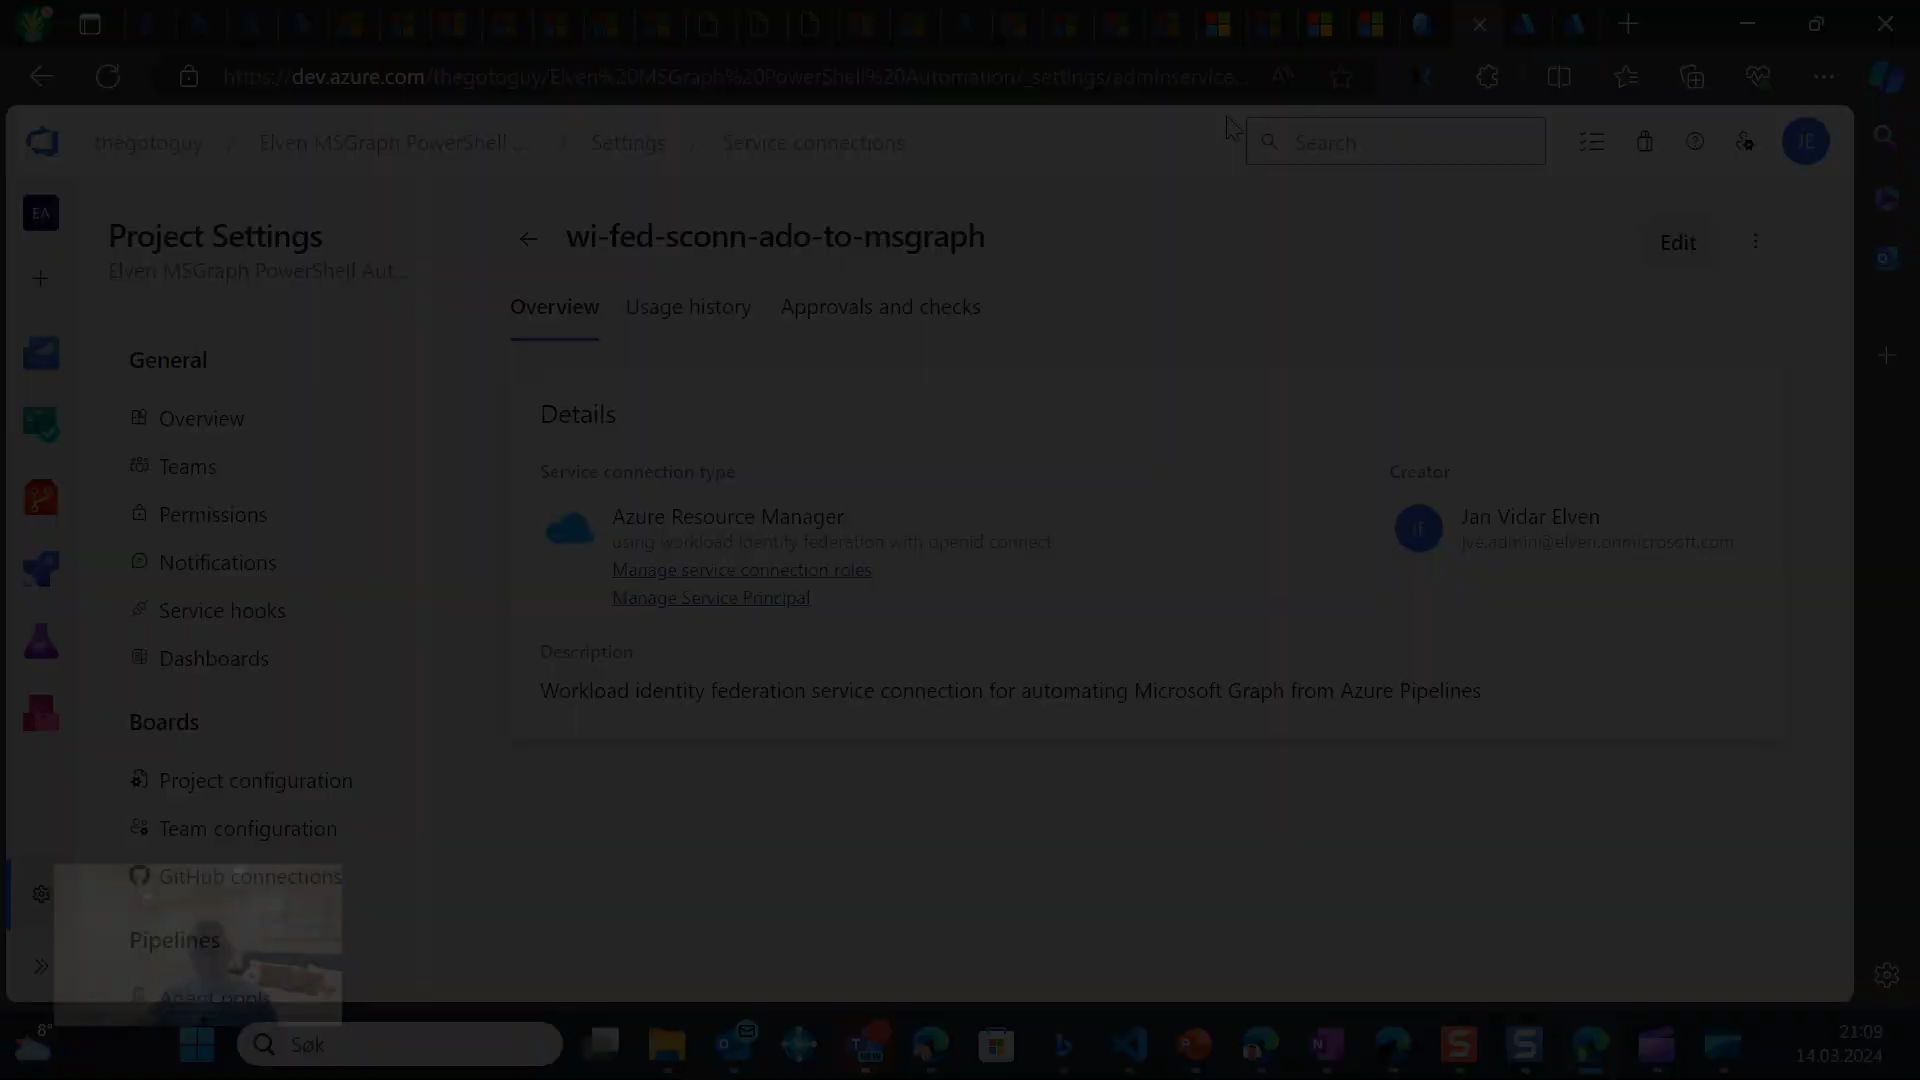 https://dev.azure.com/thegotoguy/Elven%20MSGraph%20PowerShell%20Automation/_settings/adminservice...
thegotoguy / Elven MSGraph PowerShell ... / Settings / Service connections
Search
JE
EA
Project Settings
Elven MSGraph PowerShell Aut...
General
Overview
Teams
Permissions
Notifications
Service hooks
Dashboards
Boards
Project configuration
Team configuration
GitHub connections
Pipelines
Agent pools
wi-fed-sconn-ado-to-msgraph
Edit
Overview
Usage history
Approvals and checks
Details
Service connection type
Azure Resource Manager
using workload identity federation with openid connect
Manage service connection roles
Manage Service Principal
Creator
JE
Jan Vidar Elven
jve.admin@elven.onmicrosoft.com
Description
Workload identity federation service connection for automating Microsoft Graph from Azure Pipelines
8°
Søk
NEW
21:09
14.03.2024